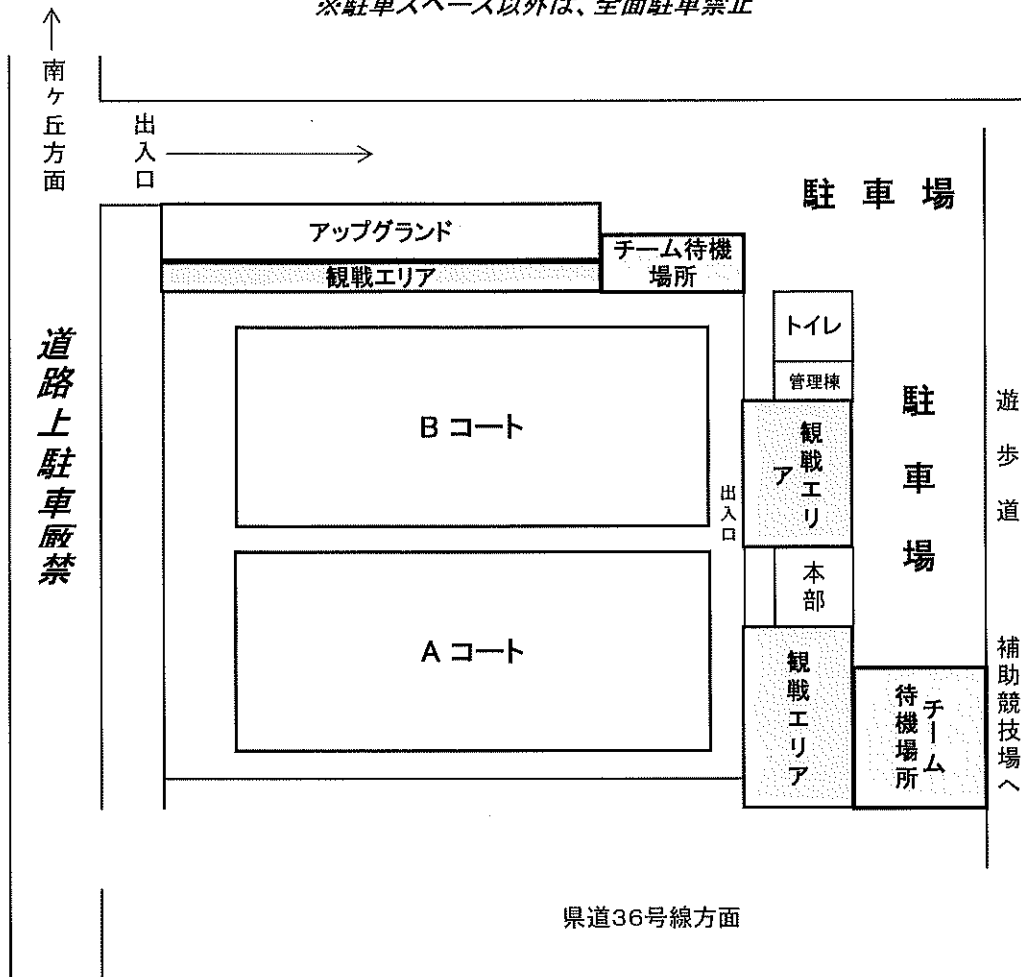 ※駐車スペース以外は、全面駐車禁止
南ヶ丘方面
出入口
駐車場
アップグランド
チーム待機
場所
観戦エリア
トイレ
管理棟
道路上駐車厳禁
Bコート
観戦エリ
ア
駐車場
遊歩道
出入口
本部
Aコート
観戦エリア
チーム
待機場所
補助競技場へ
県道36号線方面